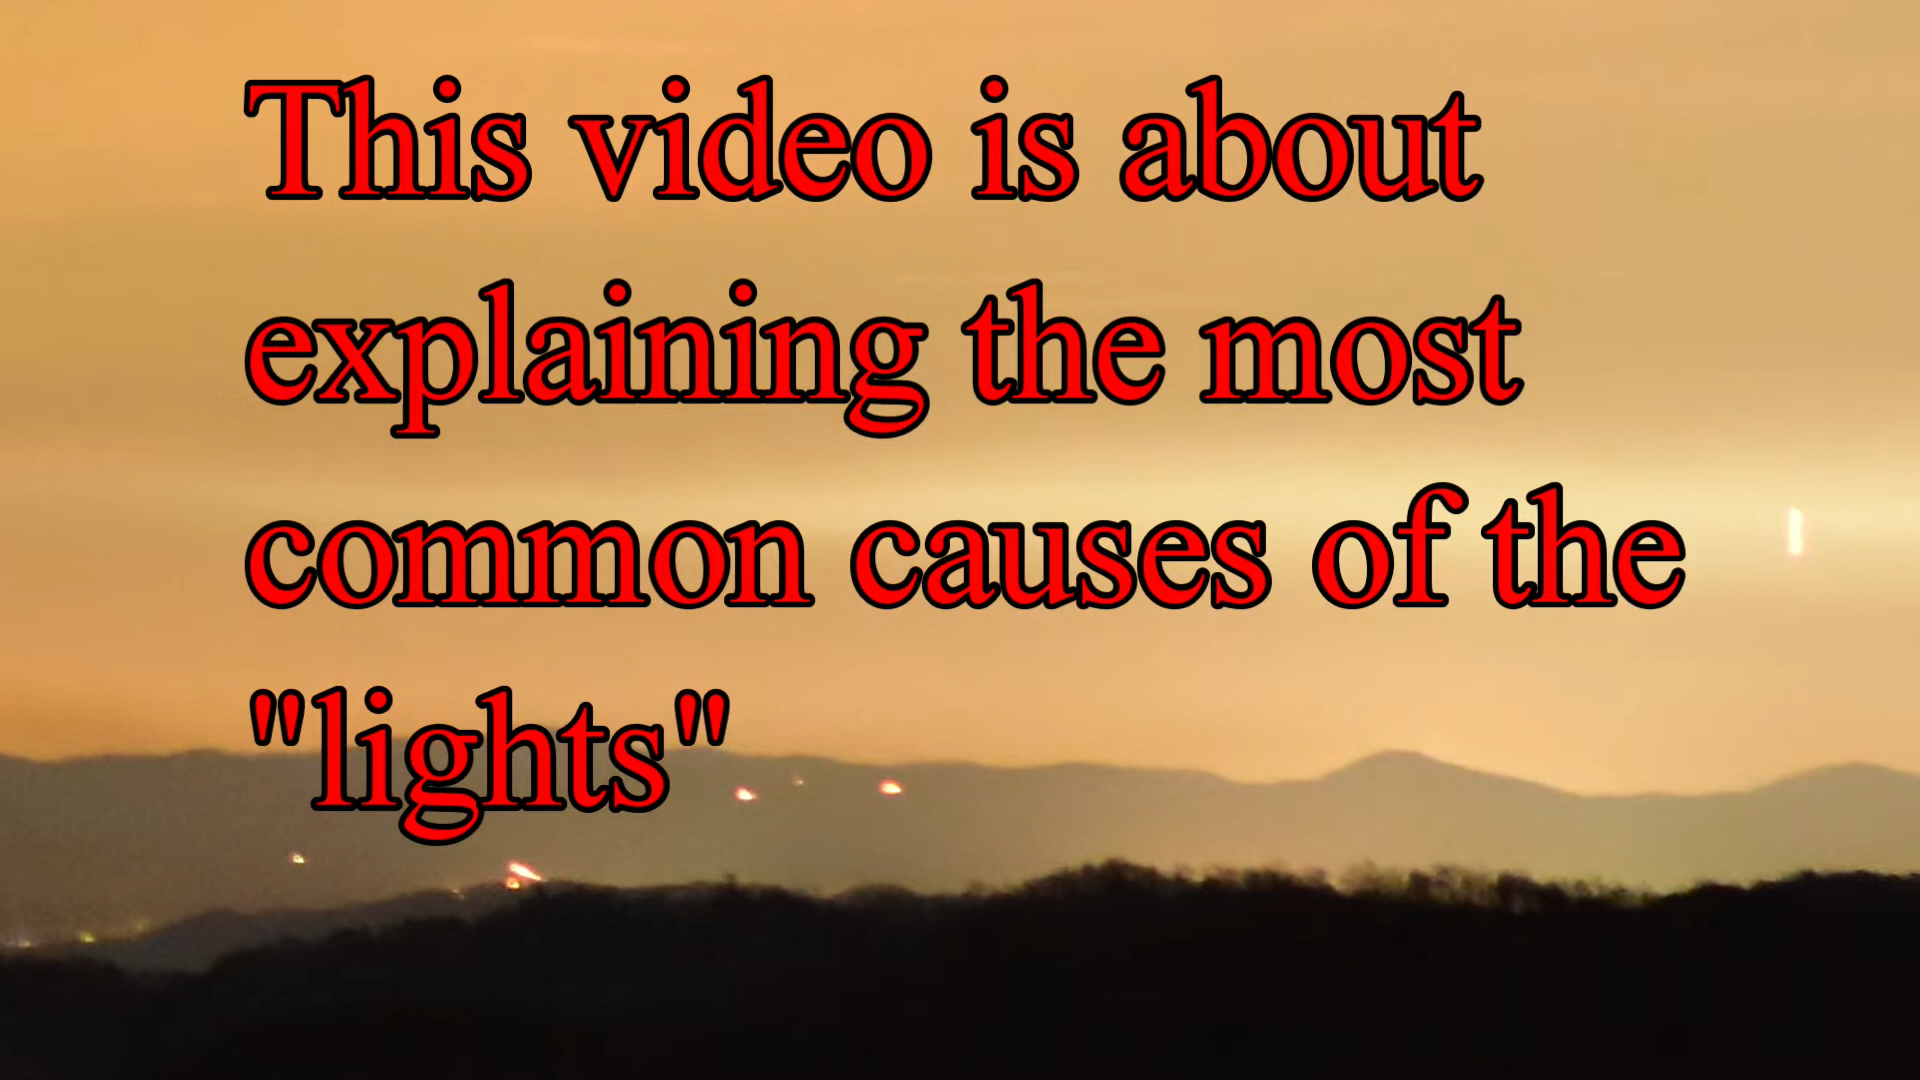 This video is about
explaining the most
common causes of the
"lights"